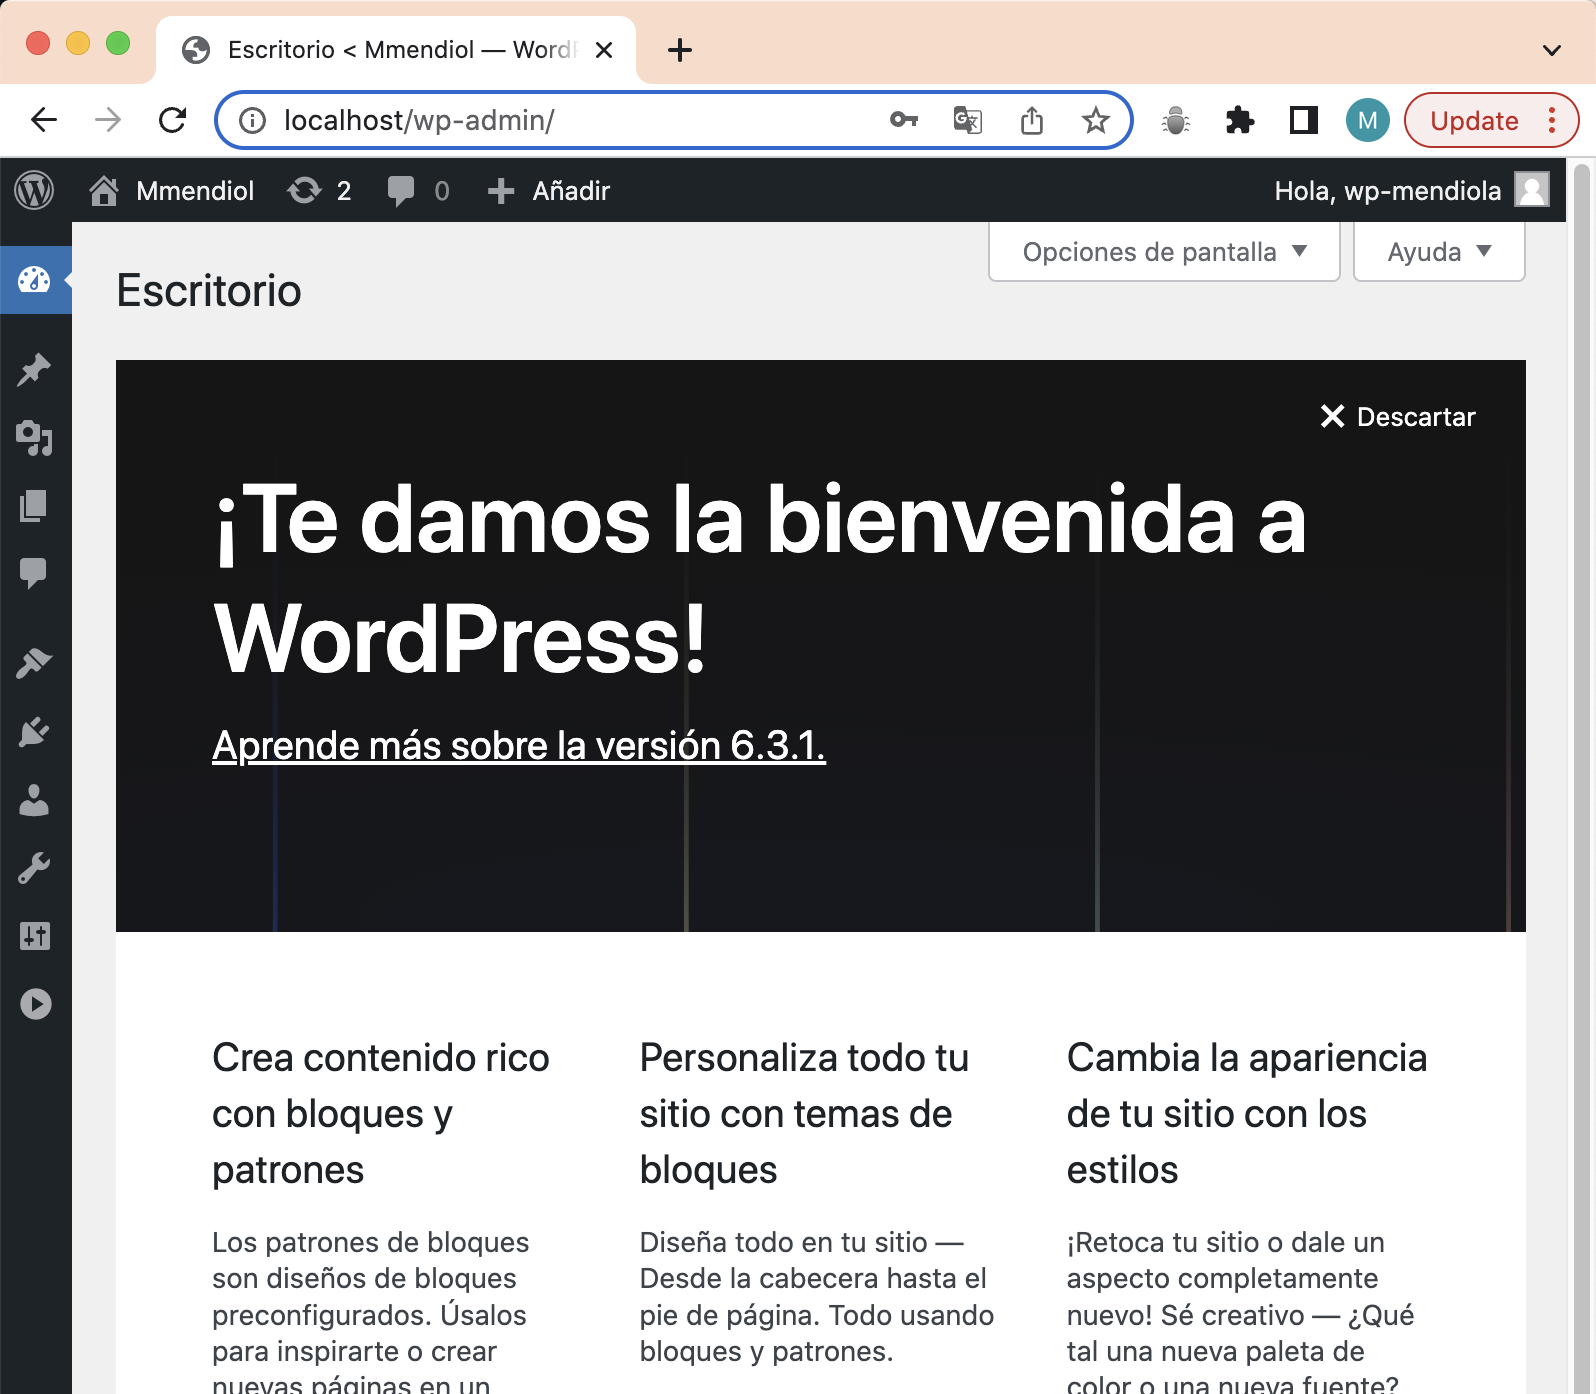 Escritorio < Mmendiol — Word
localhost/wp-admin/
M
Update
Mmendiol
2
0
Añadir
Hola, wp-mendiola
Opciones de pantalla
Ayuda
Escritorio
Descartar
¡Te damos la bienvenida a
WordPress!
Aprende más sobre la versión 6.3.1.
Crea contenido rico
con bloques y
patrones
Los patrones de bloques
son diseños de bloques
preconfigurados. Úsalos
para inspirarte o crear
nuevas páginas en un
Personaliza todo tu
sitio con temas de
bloques
Diseña todo en tu sitio —
Desde la cabecera hasta el
pie de página. Todo usando
bloques y patrones.
Cambia la apariencia
de tu sitio con los
estilos
¡Retoca tu sitio o dale un
aspecto completamente
nuevo! Sé creativo — ¿Qué
tal una nueva paleta de
color o una nueva fuente?